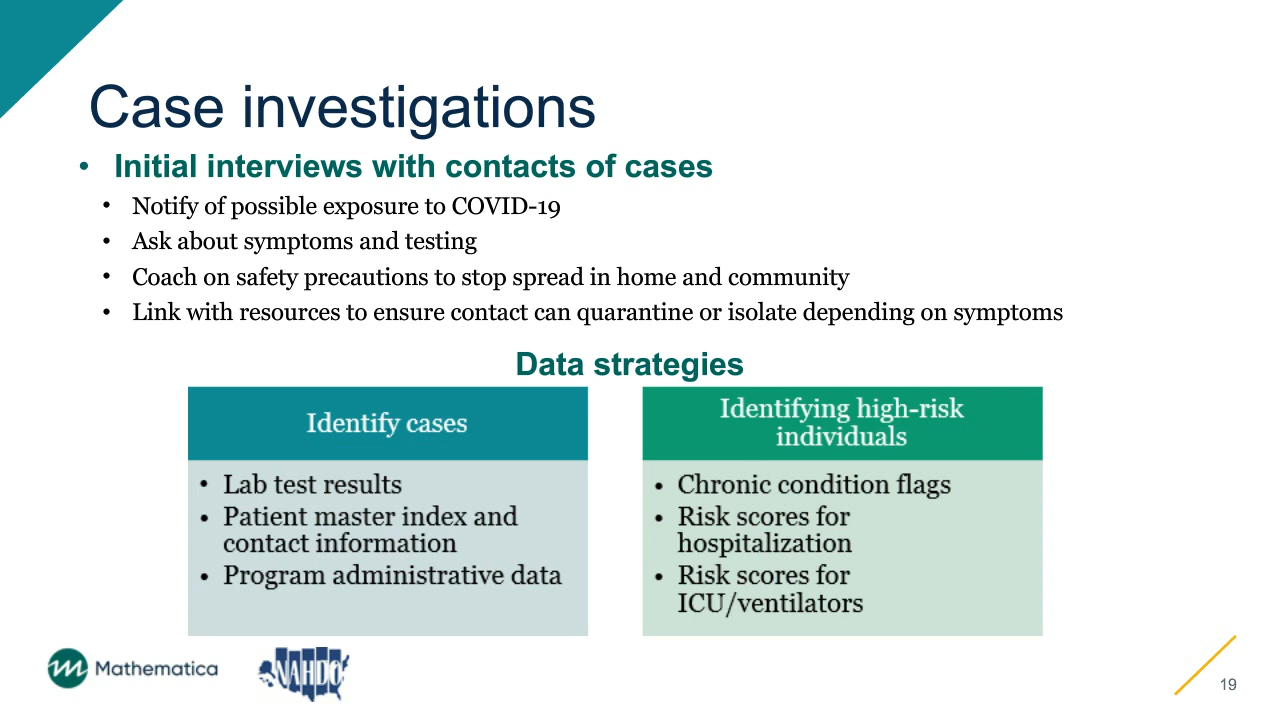 Case investigations
• Initial interviews with contacts of cases
• Notify of possible exposure to COVID-19
• Ask about symptoms and testing
• Coach on safety precautions to stop spread in home and community
• Link with resources to ensure contact can quarantine or isolate depending on symptoms
Data strategies
Identify cases
• Lab test results
• Patient master index and
contact information
• Program administrative data
Identifying high-risk
individuals
• Chronic condition flags
• Risk scores for
hospitalization
• Risk scores for
ICU/ventilators
Mathematica
NAHDO
19